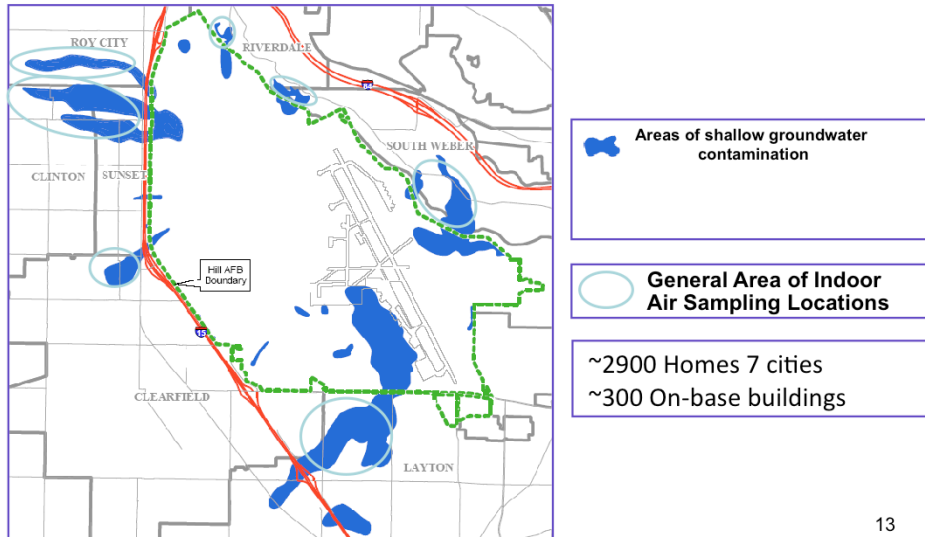 ROY CITY
RIVERDALE
84
SOUTH WEBER
CLINTON
SUNSET
Hill AFB
Boundary
15
CLEARFIELD
LAYTON
Areas of shallow groundwater
contamination
General Area of Indoor
Air Sampling Locations
~2900 Homes 7 cities
~300 On-base buildings
13